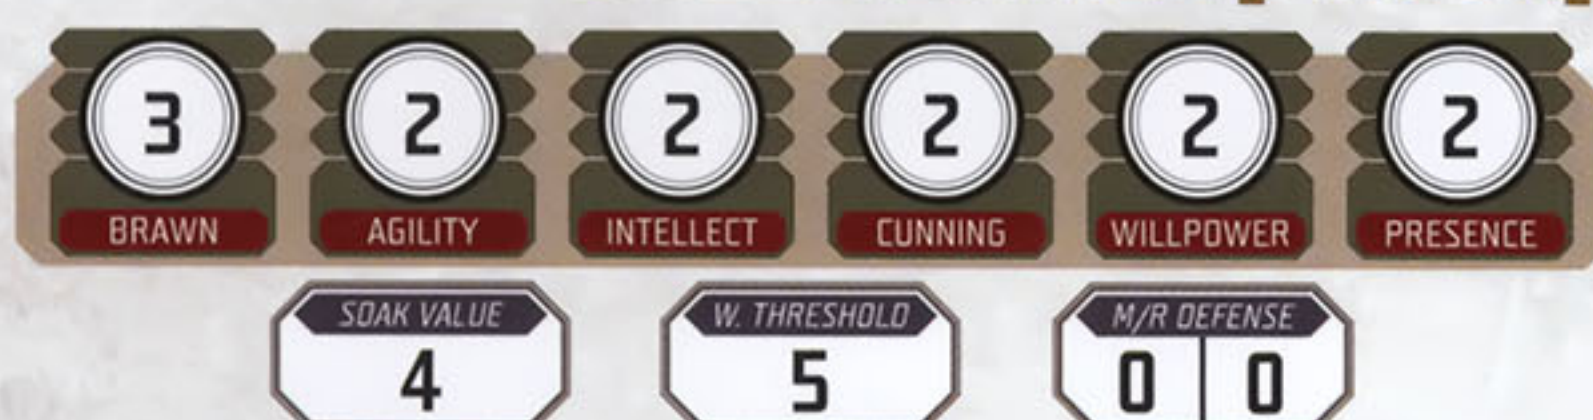 3 2 2 2 2 2
BRAWN AGILITY INTELLECT CUNNING WILLPOWER PRESENCE
SOAK VALUE W. THRESHOLD M/R DEFENSE
4 5 0 0